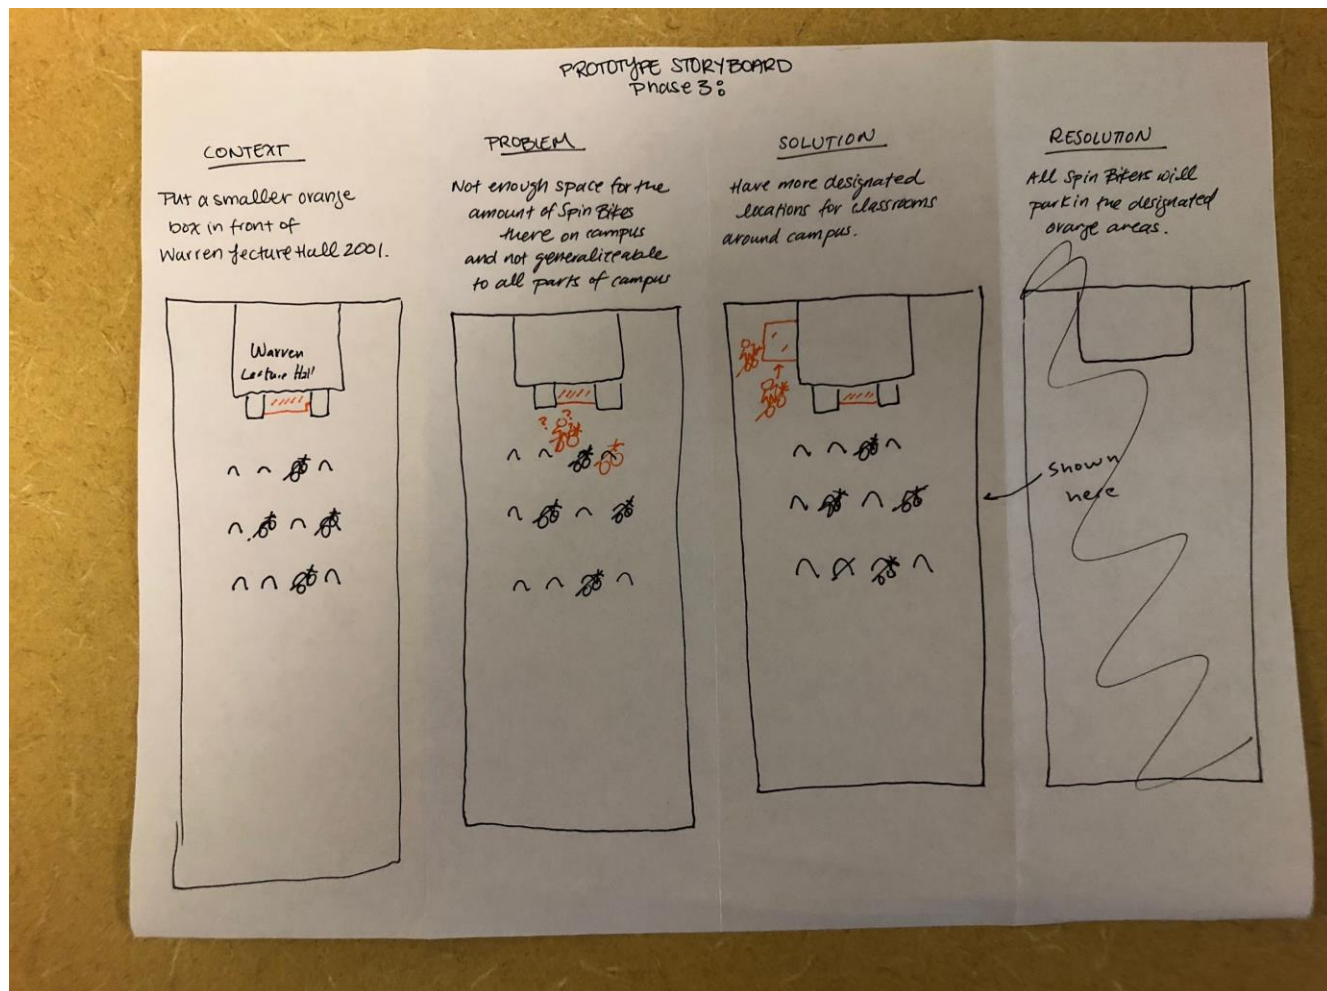 PROTOTYPE STORYBOARD
Phase 3:
CONTEXT
Put a smaller orange
box in front of
Warren Lecture Hall 2001.
Warren
Lecture Hall
PROBLEM
Not enough space for the
amount of Spin Bikes
there on campus
and not generalizeable
to all parts of campus
? ?
SOLUTION
Have more designated
locations for classrooms
around campus.
RESOLUTION
All Spin Bikers will
park in the designated
orange areas.
Shown
here